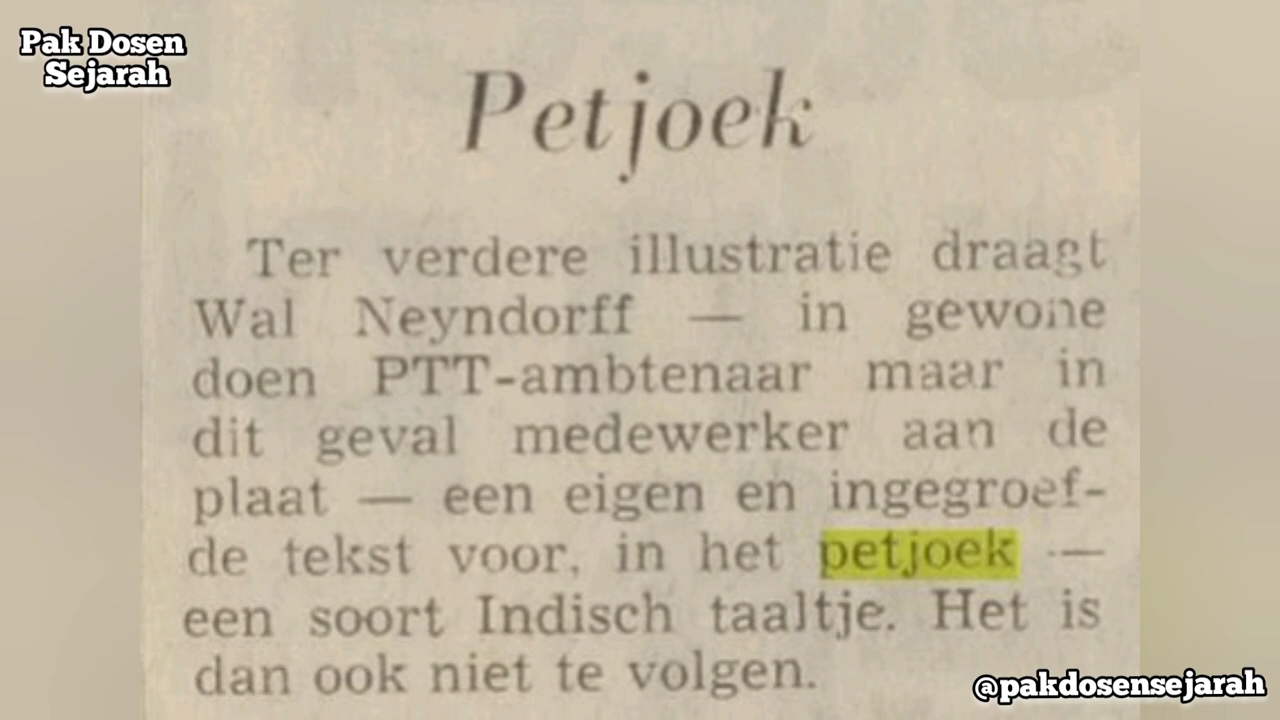 Pak Dosen
Sejarah
Petjoek
Ter verdere illustratie draagt
Wal Neyndorff — in gewone
doen PTT-ambtenaar maar in
dit geval medewerker aan de
plaat — een eigen en ingegroef-
de tekst voor, in het petjoek —
een soort Indisch taaltje. Het is
dan ook niet te volgen.
@pakdosensejarah